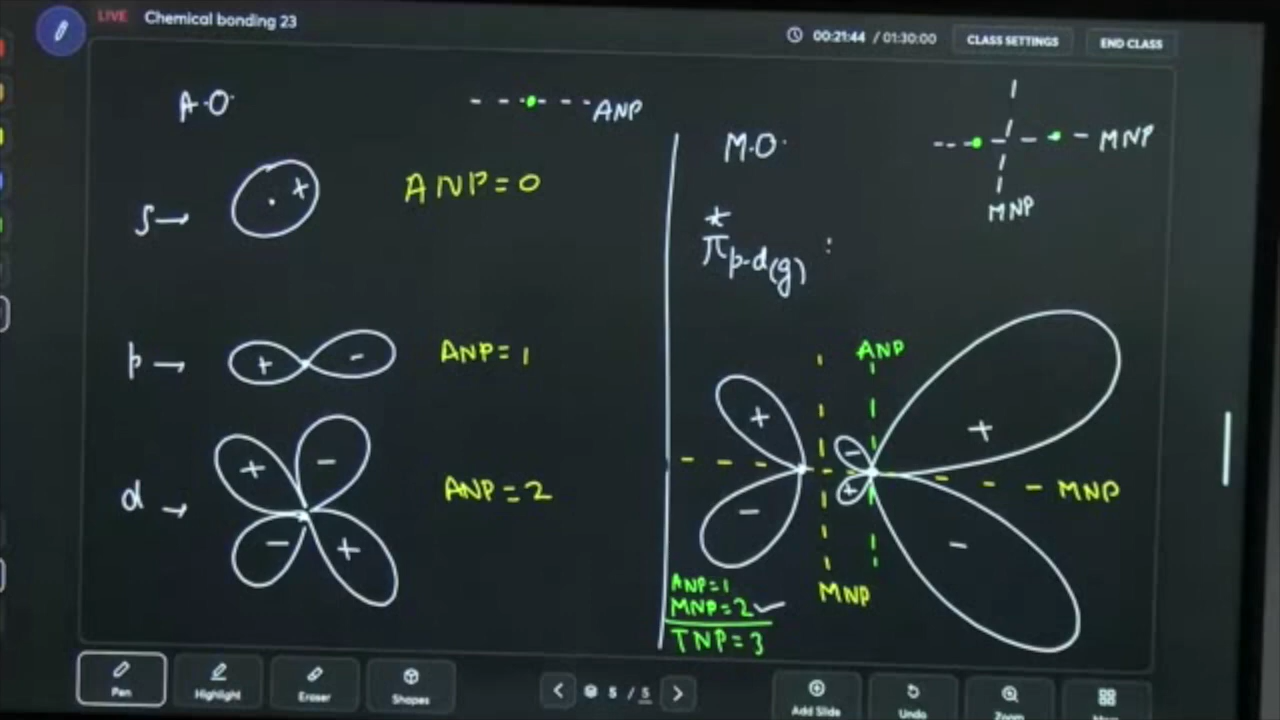 LIVE Chemical bonding 23
00:21:44 / 01:30:00 CLASS SETTINGS END CLASS
A.O.
ANP
s→ + ANP=0
p→ + - ANP=1
d→ + - - + ANP=2
M.O.
MNP
MNP
*
πp-d(g) :
ANP
+ - +
MNP
- + -
MNP
ANP=1
MNP=2 ✓
TNP=3
Pen Highlight Eraser Shapes < 5 / 5 > Add Slide Undo Zoom